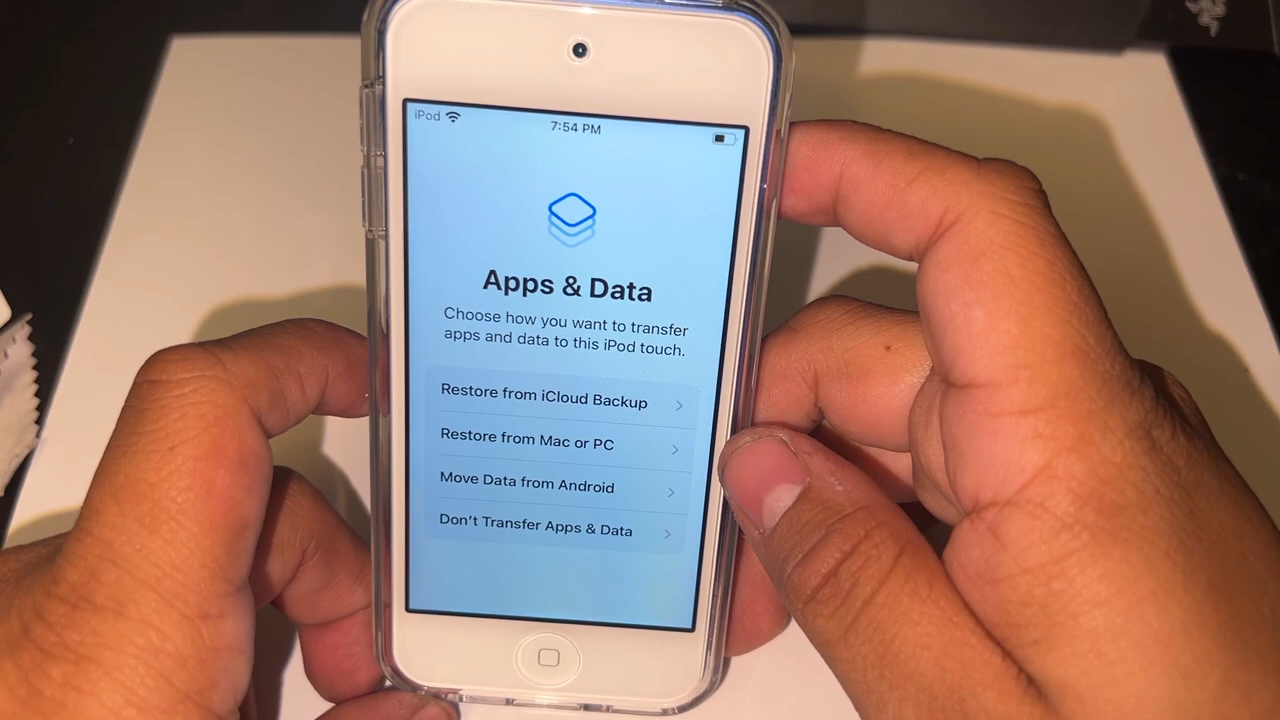 iPod
7:54 PM
Apps & Data
Choose how you want to transfer
apps and data to this iPod touch.
Restore from iCloud Backup
Restore from Mac or PC
Move Data from Android
Don't Transfer Apps & Data